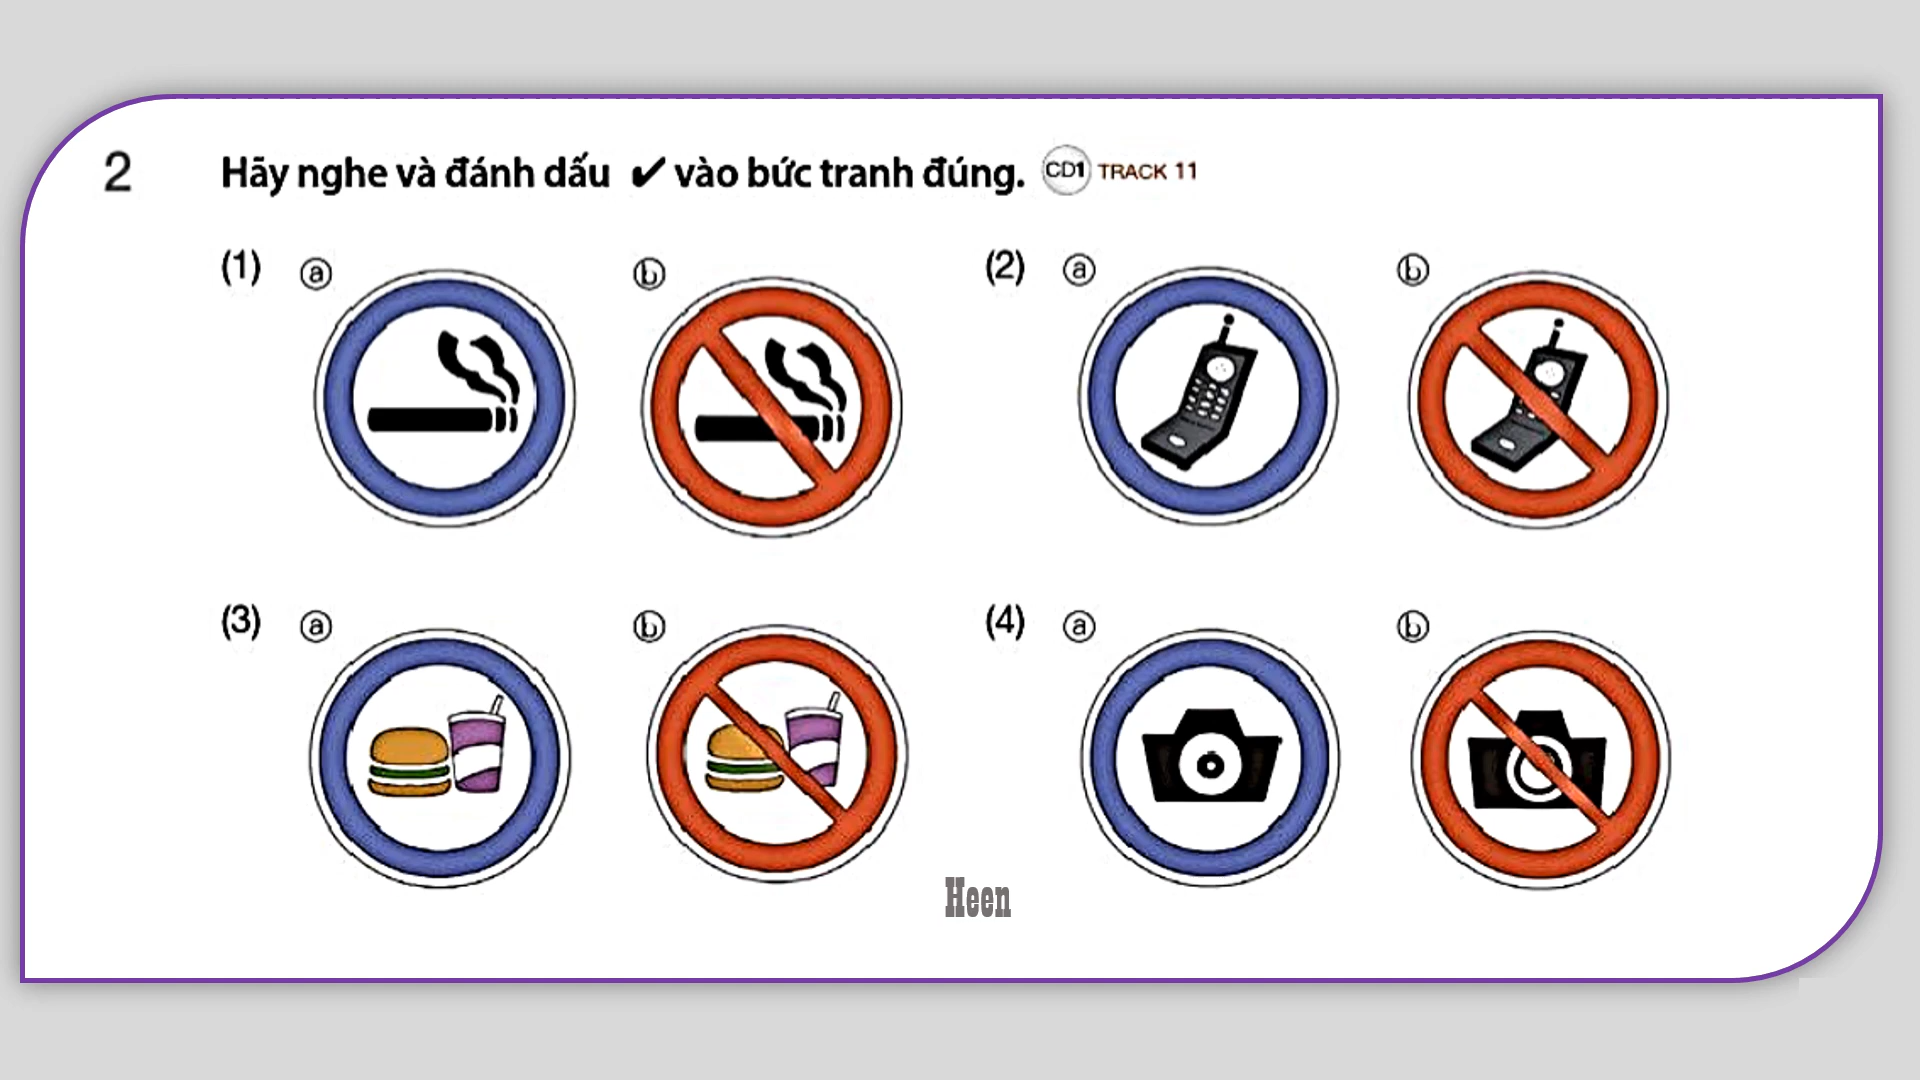 2 Hãy nghe và đánh dấu ✔ vào bức tranh đúng. CD1 TRACK 11
(1) ⓐ ⓑ (2) ⓐ ⓑ
(3) ⓐ ⓑ (4) ⓐ ⓑ
Heen